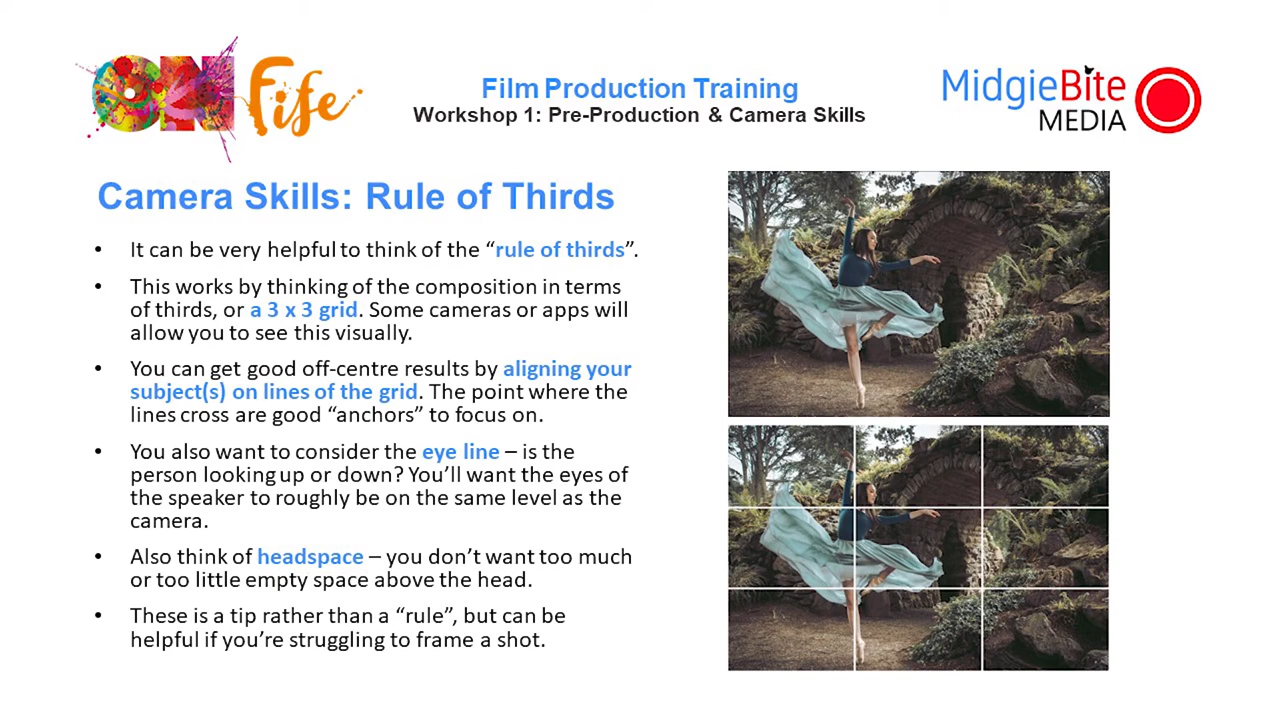 ON Fife
Film Production Training
Workshop 1: Pre-Production & Camera Skills
MidgieBite
MEDIA
Camera Skills: Rule of Thirds
• It can be very helpful to think of the “rule of thirds”.
• This works by thinking of the composition in terms
of thirds, or a 3 x 3 grid. Some cameras or apps will
allow you to see this visually.
• You can get good off-centre results by aligning your
subject(s) on lines of the grid. The point where the
lines cross are good “anchors” to focus on.
• You also want to consider the eye line – is the
person looking up or down? You’ll want the eyes of
the speaker to roughly be on the same level as the
camera.
• Also think of headspace – you don’t want too much
or too little empty space above the head.
• These is a tip rather than a “rule”, but can be
helpful if you’re struggling to frame a shot.